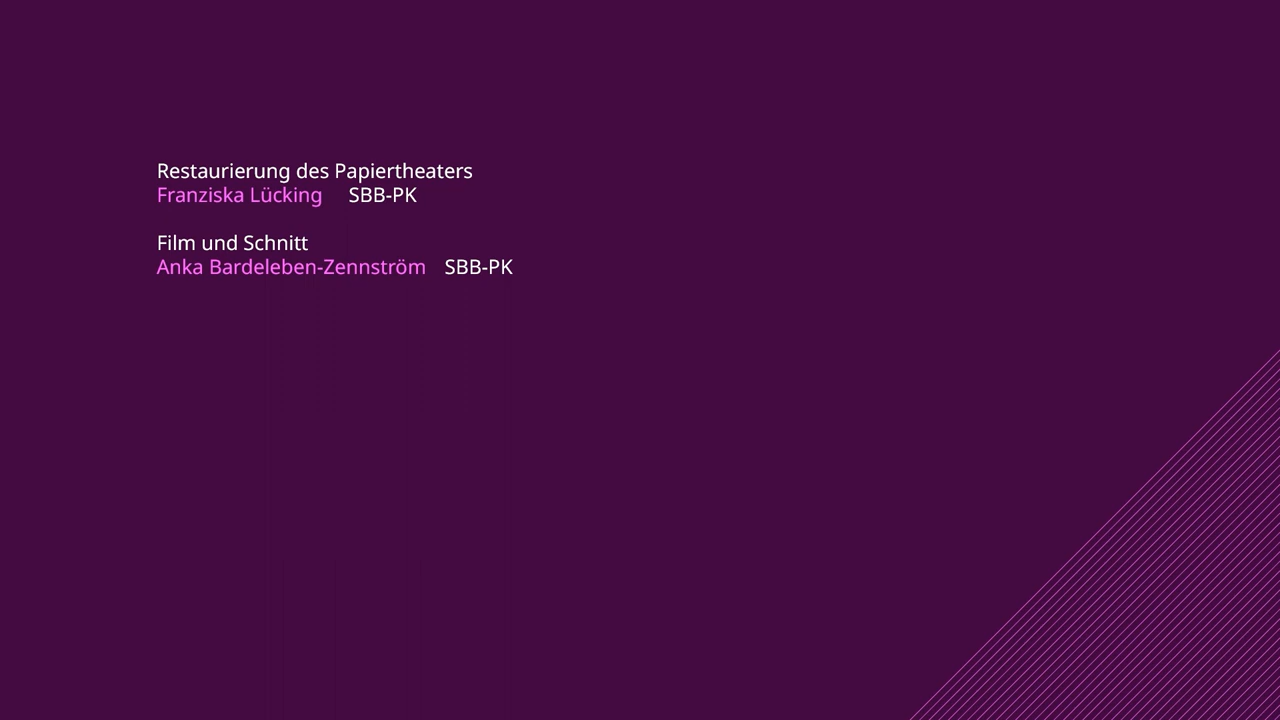 Restaurierung des Papiertheaters
Franziska Lücking SBB-PK
Film und Schnitt
Anka Bardeleben-Zennström SBB-PK